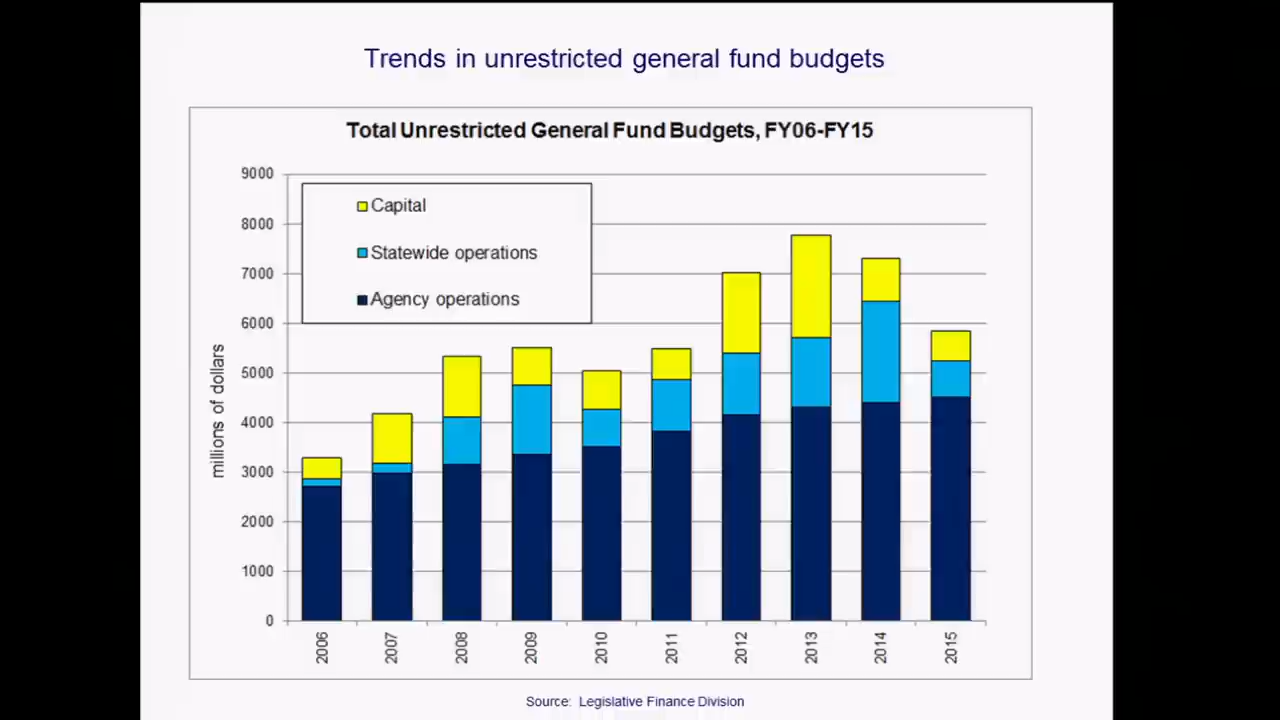 Trends in unrestricted general fund budgets
Total Unrestricted General Fund Budgets, FY06-FY15
9000
8000
7000
6000
5000
4000
3000
2000
1000
0
millions of dollars
Capital
Statewide operations
Agency operations
2006
2007
2008
2009
2010
2011
2012
2013
2014
2015
Source: Legislative Finance Division